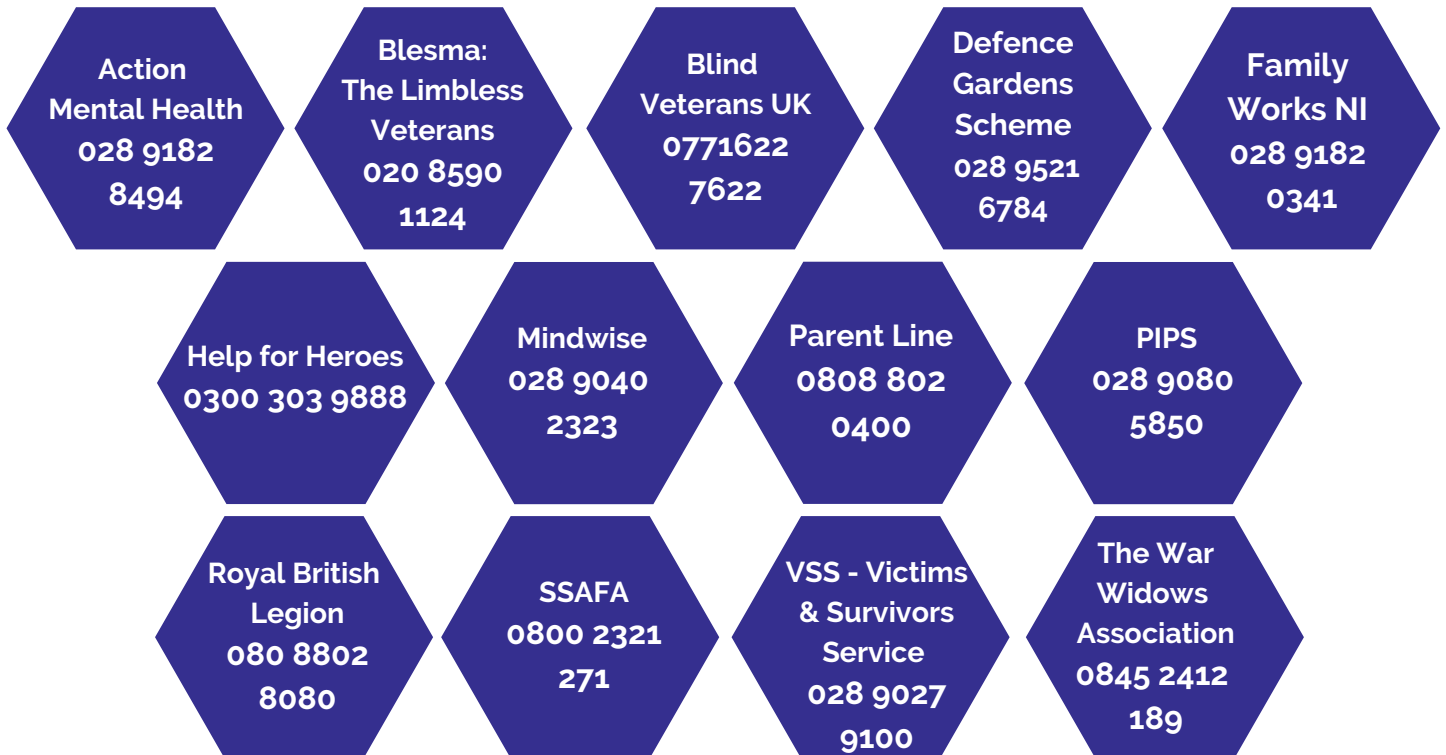 Action
Mental Health
028 9182
8494
Blesma:
The Limbless
Veterans
020 8590
1124
Blind
Veterans UK
0771622
7622
Defence
Gardens
Scheme
028 9521
6784
Family
Works NI
028 9182
0341
Help for Heroes
0300 303 9888
Mindwise
028 9040
2323
Parent Line
0808 802
0400
PIPS
028 9080
5850
Royal British
Legion
080 8802
8080
SSAFA
0800 2321
271
VSS - Victims
& Survivors
Service
028 9027
9100
The War
Widows
Association
0845 2412
189